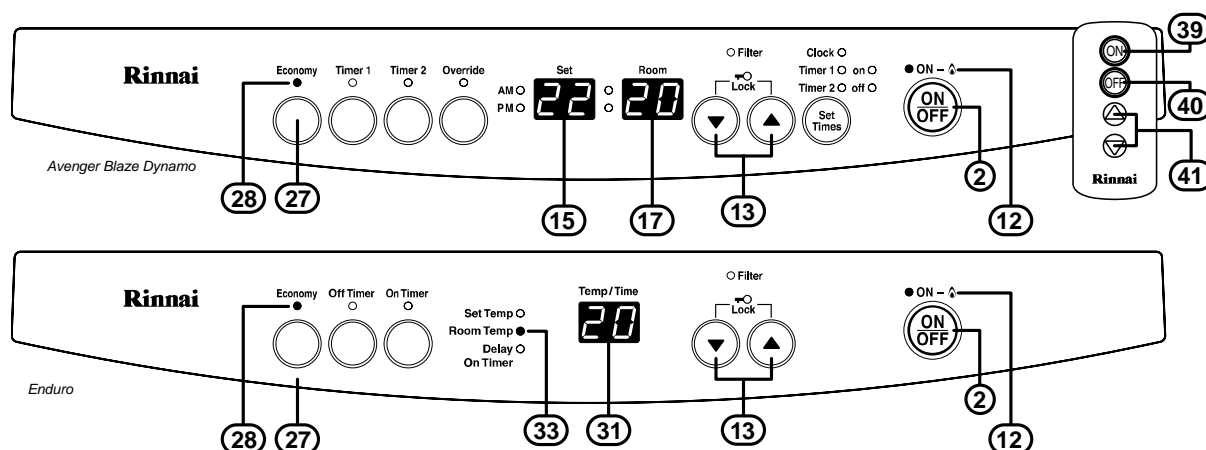 Rinnai
Economy
Timer 1
Timer 2
Override
AM
PM
Set
22
Room
20
Filter
Lock
▼
▲
Clock
Timer 1 on
Timer 2 off
Set
Times
ON –
ON
OFF
ON
OFF
Rinnai
39
40
41
Avenger Blaze Dynamo
28
27
15
17
13
2
12
Rinnai
Economy
Off Timer
On Timer
Set Temp
Room Temp
Delay
On Timer
Temp/Time
20
Filter
Lock
▼
▲
ON –
ON
OFF
Enduro
28
27
33
31
13
2
12